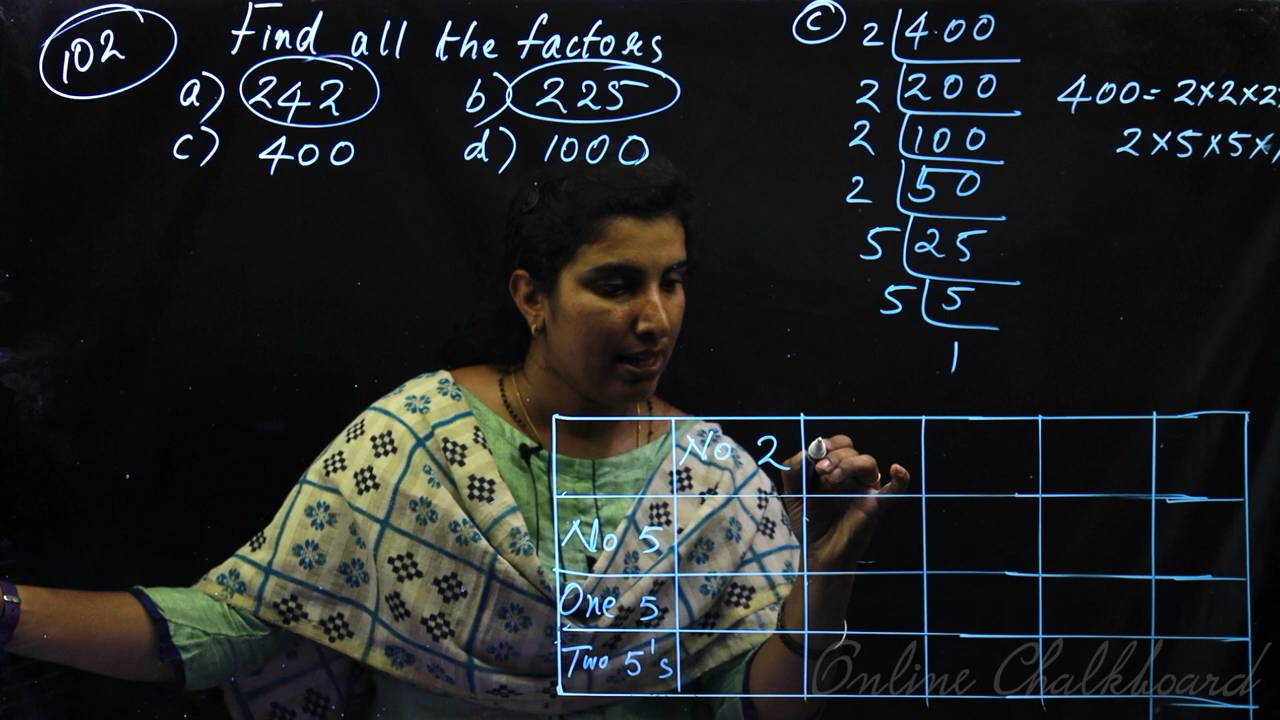 102
Find all the factors
a) 242 b) 225
c) 400 d) 1000
c 2 400
2 200
2 100
2 50
5 25
5 5
1
400 = 2×2×2
2×5×5×
No 2
No 5
One 5
Two 5's
Online Chalkboard